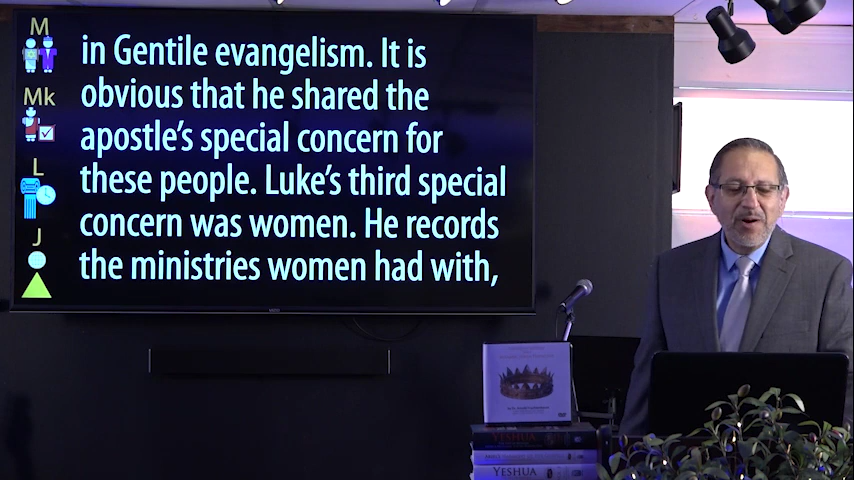 M
Mk
L
J
in Gentile evangelism. It is
obvious that he shared the
apostle's special concern for
these people. Luke's third special
concern was women. He records
the ministries women had with,
YESHUA
YESHUA